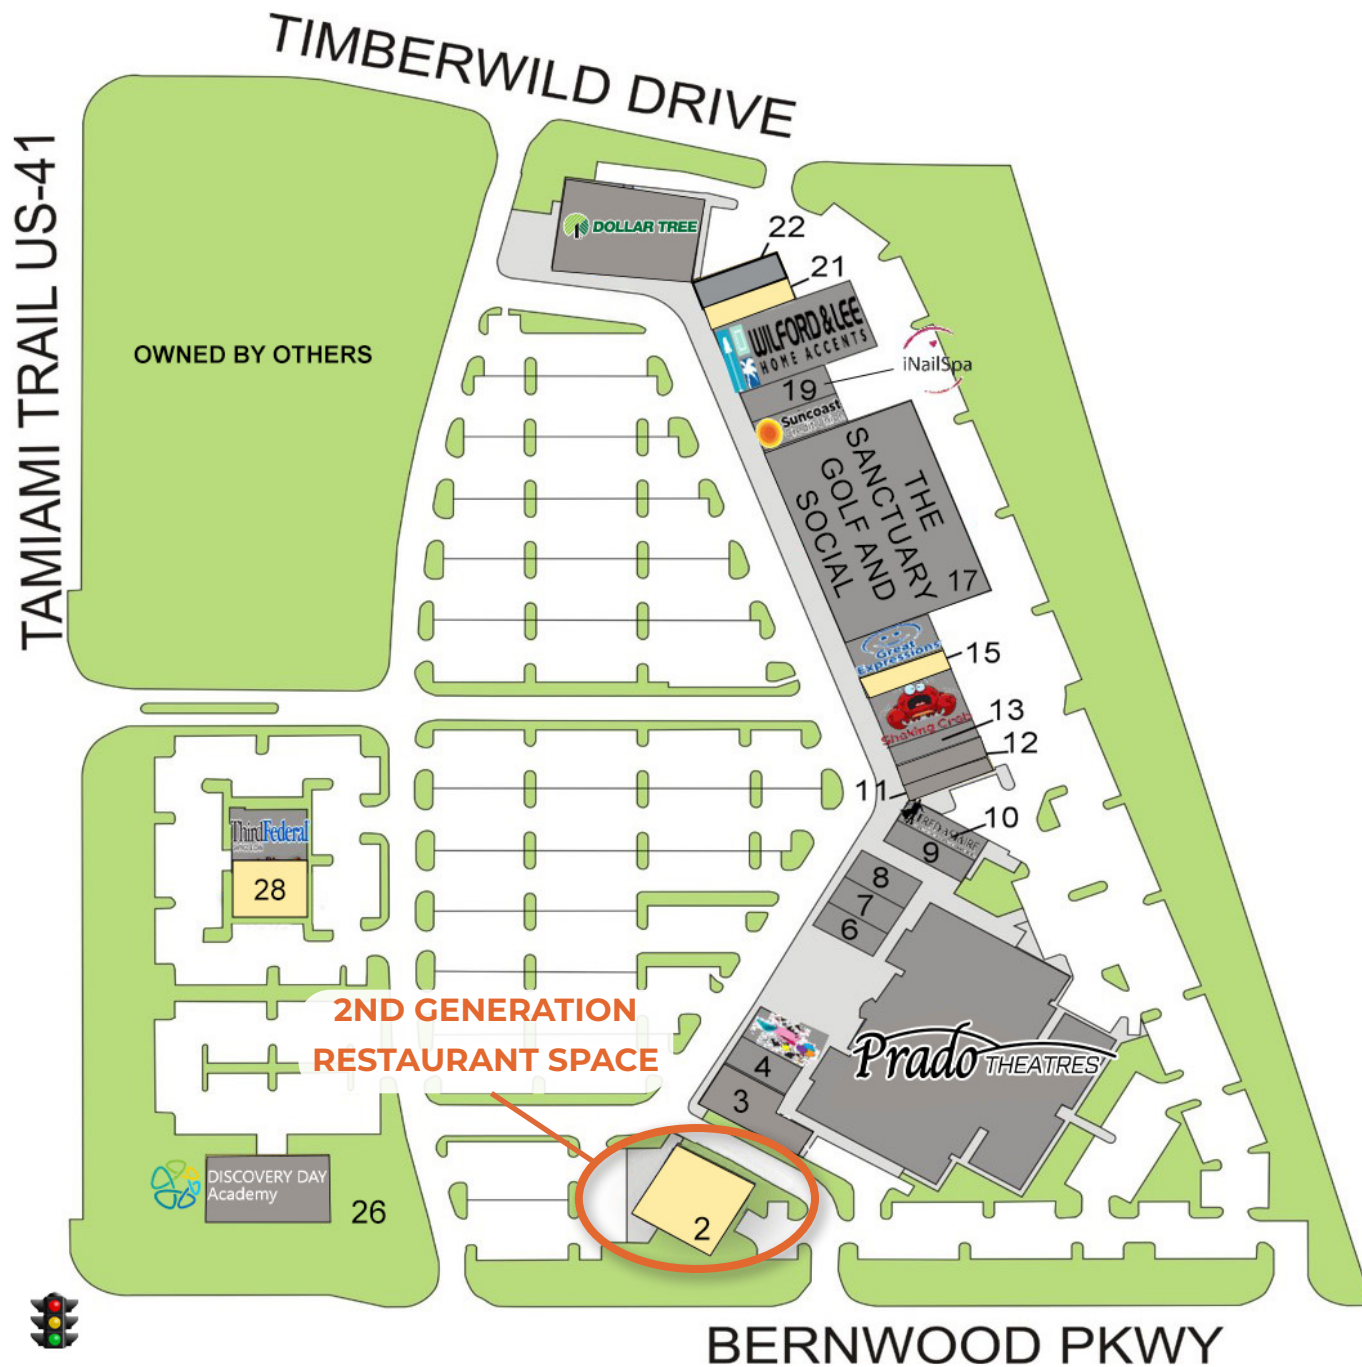 TIMBERWILD DRIVE
TAMIAMI TRAIL US-41
OWNED BY OTHERS
DOLLAR TREE
22
21
WILFORD & LEE
HOME ACCENTS
iNailSpa
19
Suncoast
THE
SANCTUARY
GOLF AND
SOCIAL
17
Great
Expressions
15
Shaking Crab
13
12
11
10
9
8
7
6
ThirdFederal
28
2ND GENERATION
RESTAURANT SPACE
4
3
Prado THEATRES
DISCOVERY DAY
Academy
26
2
BERNWOOD PKWY